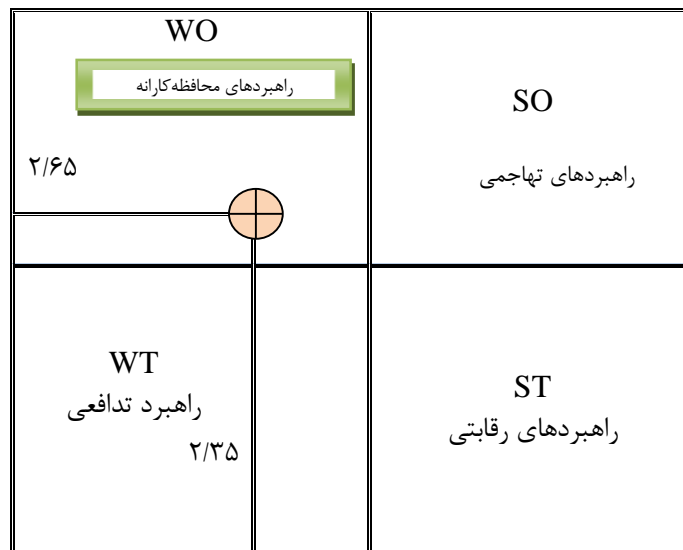 WO
راهبردهای محافظه‌کارانه
۲/۶۵
SO
راهبردهای تهاجمی
WT
راهبرد تدافعی
۲/۳۵
ST
راهبردهای رقابتی